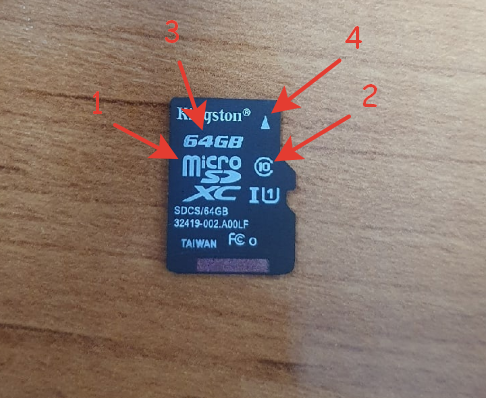 3
4
1
2
Kingston®
64GB
micro
SD
XC I U1
10
SDCS/64GB
32419-002.A00LF
TAIWAN FC